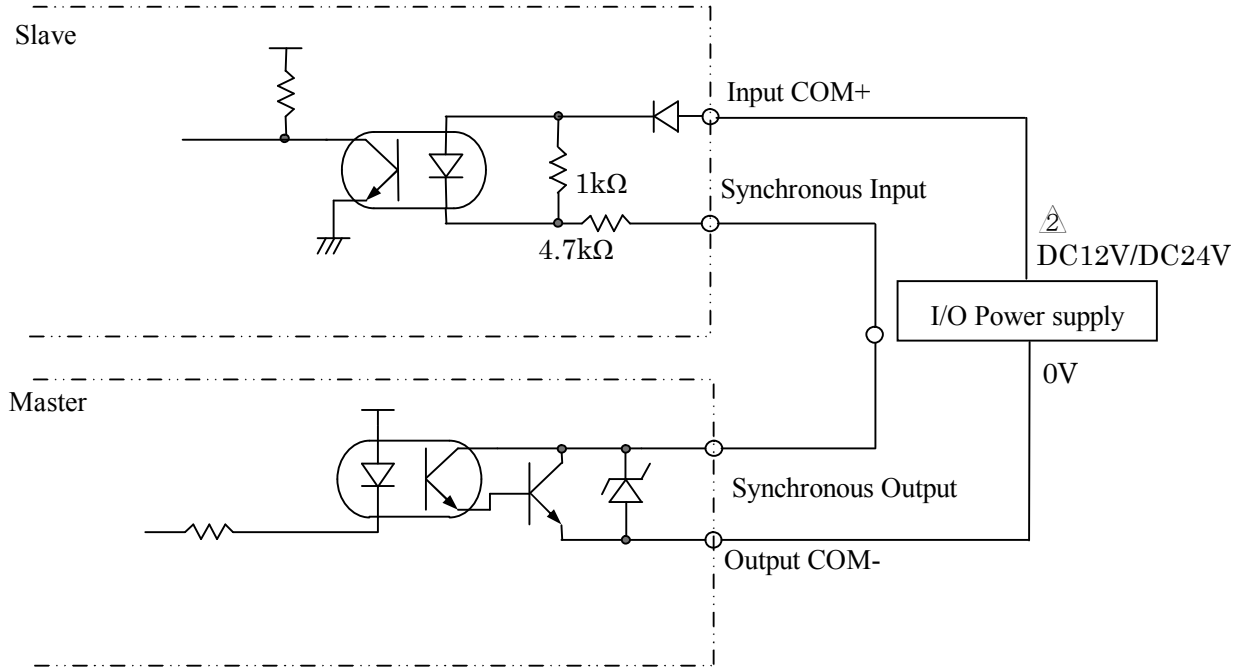 Slave
Input COM+
1kΩ
Synchronous Input
4.7kΩ
2
DC12V/DC24V
I/O Power supply
0V
Master
Synchronous Output
Output COM-